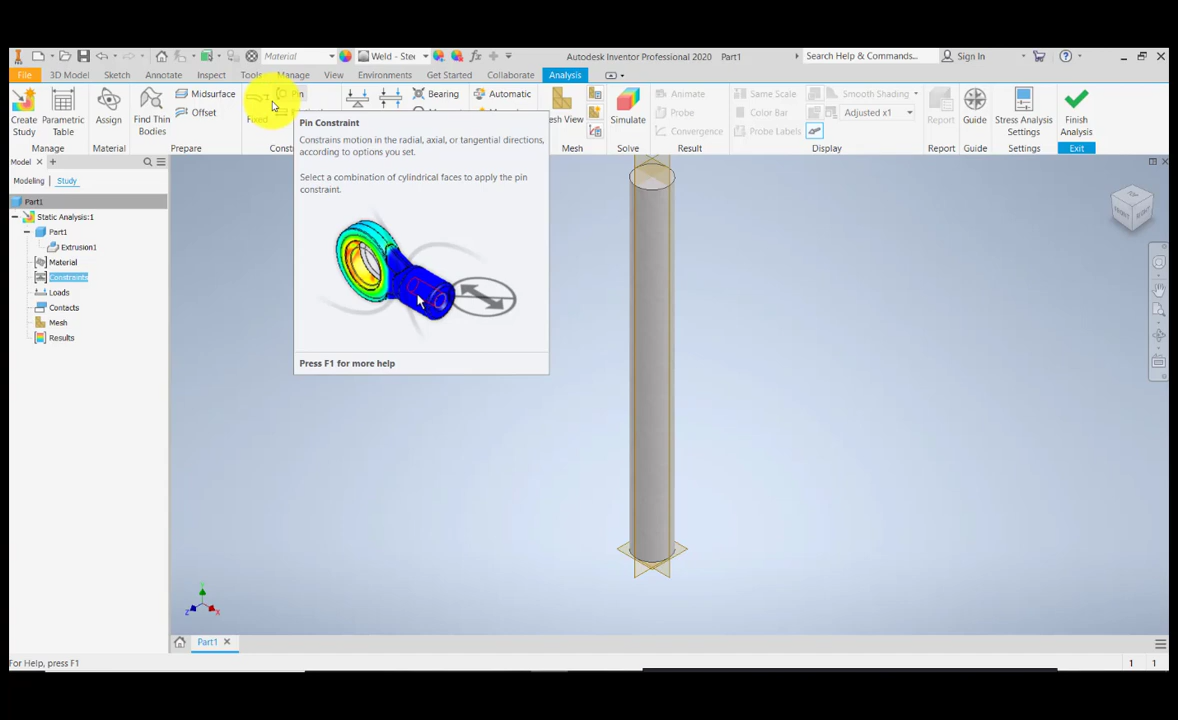 Material
Weld - Stee
Autodesk Inventor Professional 2020 Part1
Search Help & Commands...
Sign In
File 3D Model Sketch Annotate Inspect Tools Manage View Environments Get Started Collaborate Analysis
Create Study
Parametric Table
Assign
Find Thin Bodies
Midsurface
Offset
Fixed
Pin
Bearing
Automatic
Mesh View
Simulate
Animate
Probe
Convergence
Same Scale
Color Bar
Probe Labels
Smooth Shading
Adjusted x1
Report
Guide
Stress Analysis Settings
Finish Analysis
Manage Material Prepare Mesh Solve Result Display Report Guide Settings Exit
Model
Modeling Study
Part1
Static Analysis:1
Part1
Extrusion1
Material
Constraints
Loads
Contacts
Mesh
Results
Pin Constraint
Constrains motion in the radial, axial, or tangential directions,
according to options you set.
Select a combination of cylindrical faces to apply the pin
constraint.
Press F1 for more help
TOP
FRONT
RIGHT
Y
Z
X
Part1
For Help, press F1
1 1